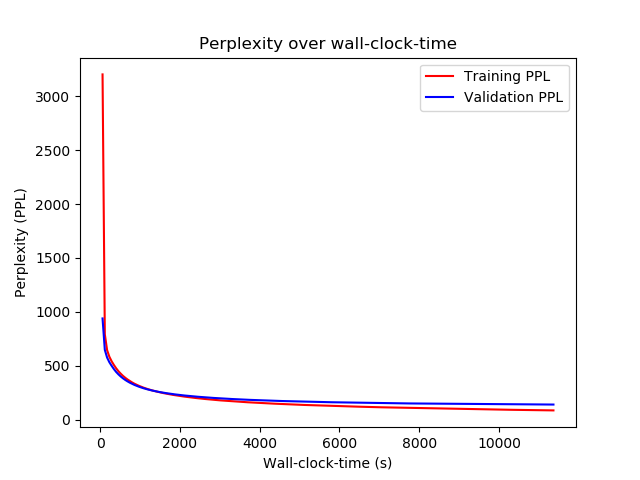 Perplexity over wall-clock-time
Training PPL
Validation PPL
Perplexity (PPL)
3000
2500
2000
1500
1000
500
0
0 2000 4000 6000 8000 10000
Wall-clock-time (s)